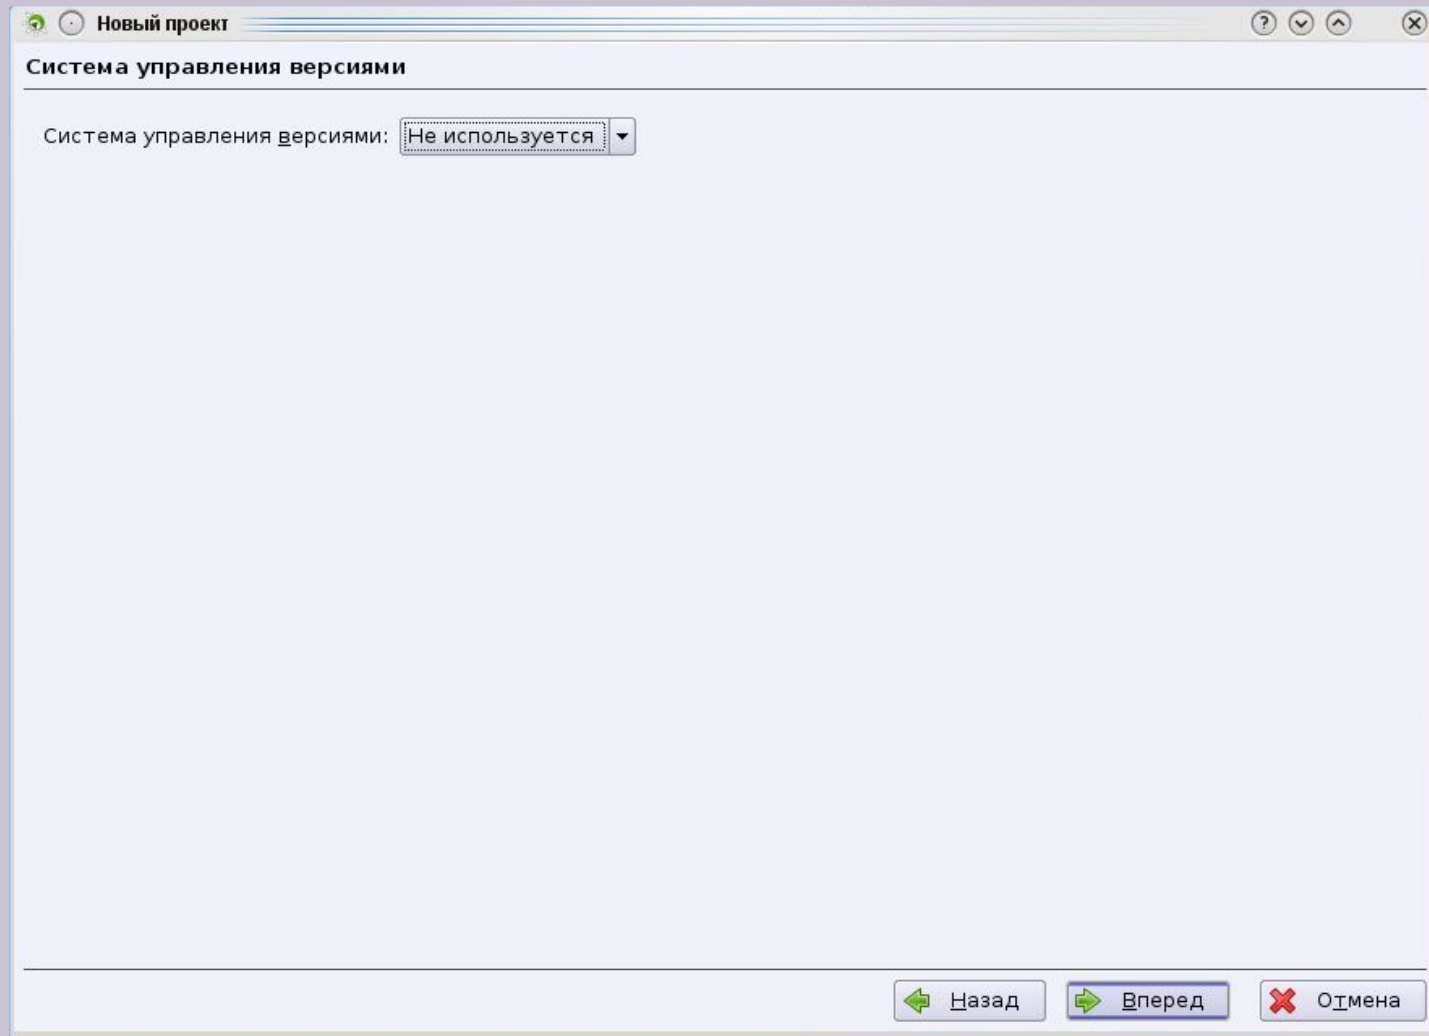 Новый проект
Система управления версиями
Система управления версиями: Не используется
Назад Вперед Отмена